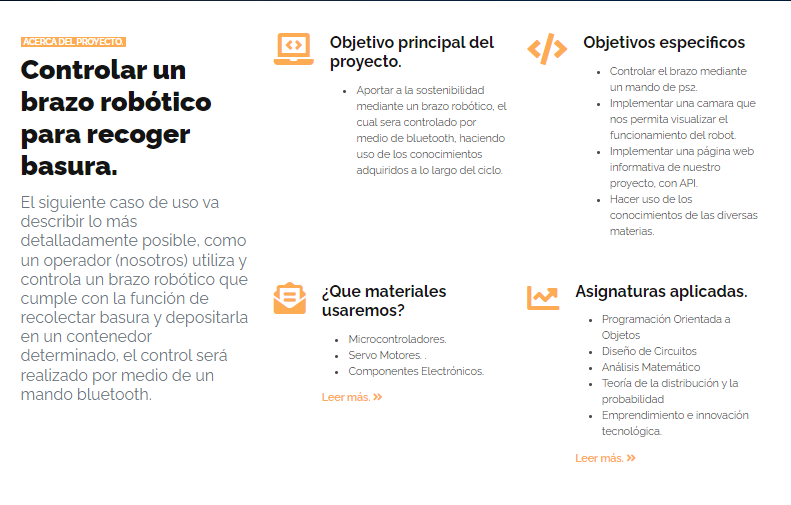 ACERCA DEL PROYECTO.
Controlar un
brazo robótico
para recoger
basura.
El siguiente caso de uso va
describir lo más
detalladamente posible, como
un operador (nosotros) utiliza y
controla un brazo robótico que
cumple con la función de
recolectar basura y depositarla
en un contenedor
determinado, el control será
realizado por medio de un
mando bluetooth.
Objetivo principal del
proyecto.
Aportar a la sostenibilidad
mediante un brazo robótico, el
cual sera controlado por
medio de bluetooth, haciendo
uso de los conocimientos
adquiridos a lo largo del ciclo.
Objetivos especificos
Controlar el brazo mediante
un mando de ps2.
Implementar una camara que
nos permita visualizar el
funcionamiento del robot.
Implementar una página web
informativa de nuestro
proyecto, con API.
Hacer uso de los
conocimientos de las diversas
materias.
¿Que materiales
usaremos?
Microcontroladores.
Servo Motores. .
Componentes Electrónicos.
Leer más. »
Asignaturas aplicadas.
Programación Orientada a
Objetos
Diseño de Circuitos
Análisis Matemático
Teoría de la distribución y la
probabilidad
Emprendimiento e innovación
tecnológica.
Leer más. »